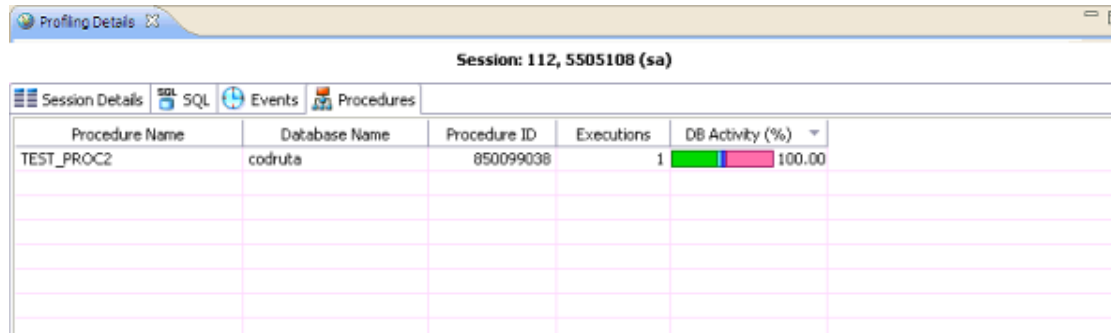 Profiling Details
Session: 112, 5505108 (sa)
Session Details SQL Events Procedures
Procedure Name Database Name Procedure ID Executions DB Activity (%)
TEST_PROC2 codruta 850099038 1 100.00